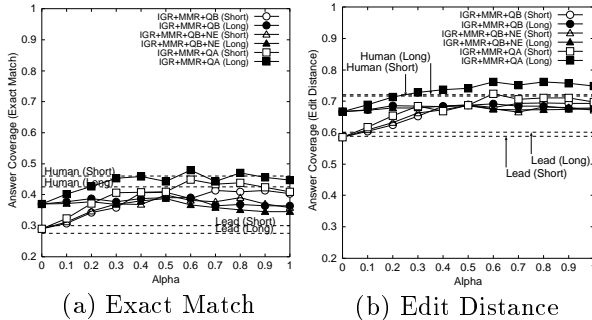 IGR+MMR+QB (Short)
IGR+MMR+QB (Long)
IGR+MMR+QB+NE (Short)
IGR+MMR+QB+NE (Long)
IGR+MMR+QA (Short)
IGR+MMR+QA (Long)
Human (Short)
Human (Long)
Lead (Short)
Lead (Long)
Answer Coverage (Exact Match)
1
0.9
0.8
0.7
0.6
0.5
0.4
0.3
0.2
0 0.1 0.2 0.3 0.4 0.5 0.6 0.7 0.8 0.9 1
Alpha
(a) Exact Match
IGR+MMR+QB (Short)
IGR+MMR+QB (Long)
IGR+MMR+QB+NE (Short)
IGR+MMR+QB+NE (Long)
IGR+MMR+QA (Short)
IGR+MMR+QA (Long)
Human (Long)
Human (Short)
Lead (Long)
Lead (Short)
Answer Coverage (Edit Distance)
1
0.9
0.8
0.7
0.6
0.5
0.4
0.3
0.2
0 0.1 0.2 0.3 0.4 0.5 0.6 0.7 0.8 0.9
Alpha
(b) Edit Distance